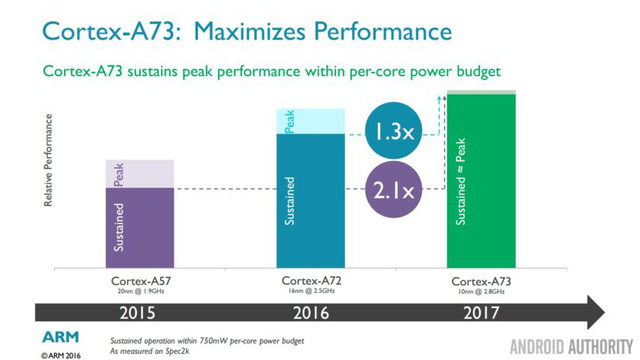 Cortex-A73: Maximizes Performance
Cortex-A73 sustains peak performance within per-core power budget
Relative Performance
Peak
Sustained
Peak
Sustained
1.3x
2.1x
Sustained ≈ Peak
Cortex-A57
20nm @ 1.9GHz
Cortex-A72
16nm @ 2.5GHz
Cortex-A73
10nm @ 2.8GHz
2015
2016
2017
ARM
© ARM 2016
Sustained operation within 750mW per-core power budget
As measured on Spec2k
ANDROID AUTHORITY